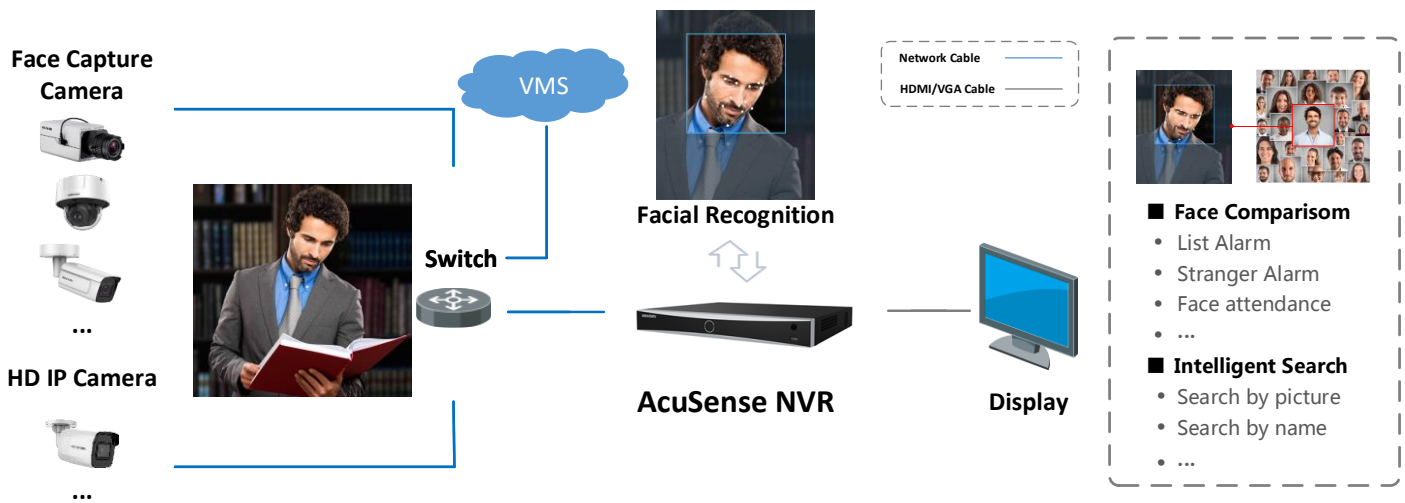 Face Capture
Camera
...
HD IP Camera
...
VMS
Switch
Facial Recognition
AcuSense NVR
Display
Network Cable
HDMI/VGA Cable
■ Face Comparisom
• List Alarm
• Stranger Alarm
• Face attendance
• ...
■ Intelligent Search
• Search by picture
• Search by name
• ...